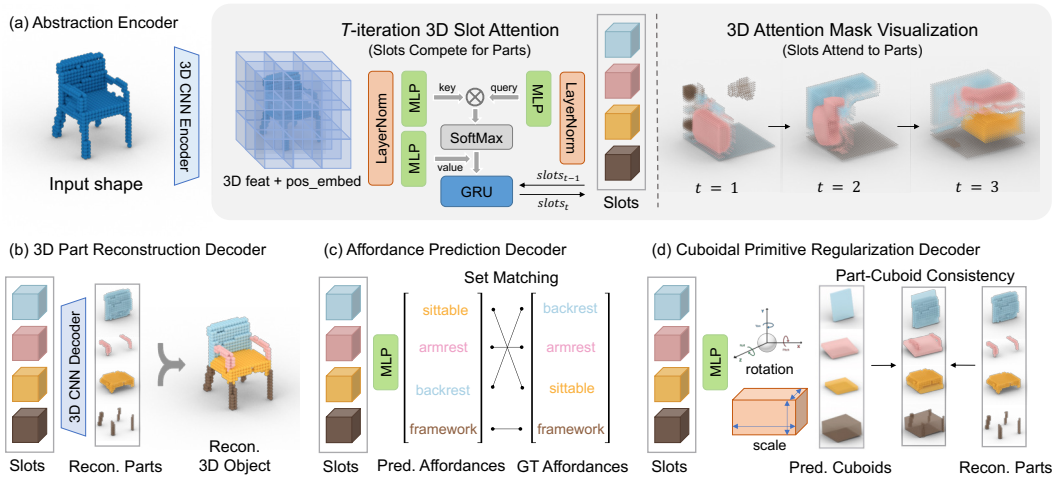 (a) Abstraction Encoder
Input shape
3D CNN Encoder
T-iteration 3D Slot Attention
(Slots Compete for Parts)
3D feat + pos_embed
LayerNorm
MLP
MLP
key
query
value
SoftMax
GRU
MLP
LayerNorm
slots_{t-1}
slots_t
Slots
3D Attention Mask Visualization
(Slots Attend to Parts)
t = 1
t = 2
t = 3
(b) 3D Part Reconstruction Decoder
3D CNN Decoder
Slots
Recon. Parts
Recon.
3D Object
(c) Affordance Prediction Decoder
Set Matching
MLP
sittable
armrest
backrest
framework
backrest
armrest
sittable
framework
Slots
Pred. Affordances
GT Affordances
(d) Cuboidal Primitive Regularization Decoder
Part-Cuboid Consistency
MLP
rotation
scale
Slots
Pred. Cuboids
Recon. Parts